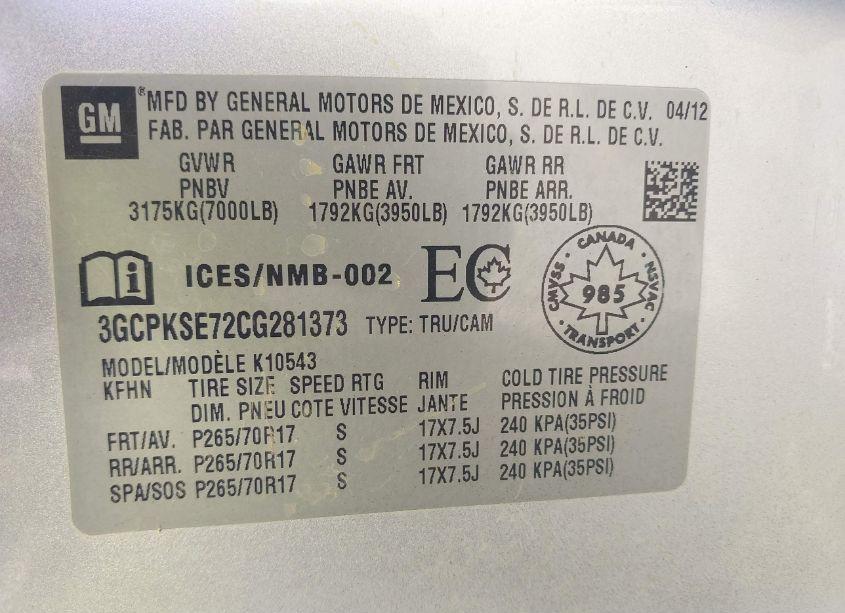 GM ® MFD BY GENERAL MOTORS DE MEXICO, S. DE R.L. DE C.V. 04/12
FAB. PAR GENERAL MOTORS DE MEXICO, S. DE R.L. DE C.V.
GVWR GAWR FRT GAWR RR
PNBV PNBE AV. PNBE ARR.
3175KG(7000LB) 1792KG(3950LB) 1792KG(3950LB)
i ICES/NMB-002 EC
CANADA
CMVSS 985 NSVAC
TRANSPORT
3GCPKSE72CG281373 TYPE: TRU/CAM
MODEL/MODÈLE K10543
KFHN TIRE SIZE SPEED RTG RIM COLD TIRE PRESSURE
DIM. PNEU COTE VITESSE JANTE PRESSION À FROID
FRT/AV. P265/70R17 S 17X7.5J 240 KPA(35PSI)
RR/ARR. P265/70R17 S 17X7.5J 240 KPA(35PSI)
SPA/SOS P265/70R17 S 17X7.5J 240 KPA(35PSI)